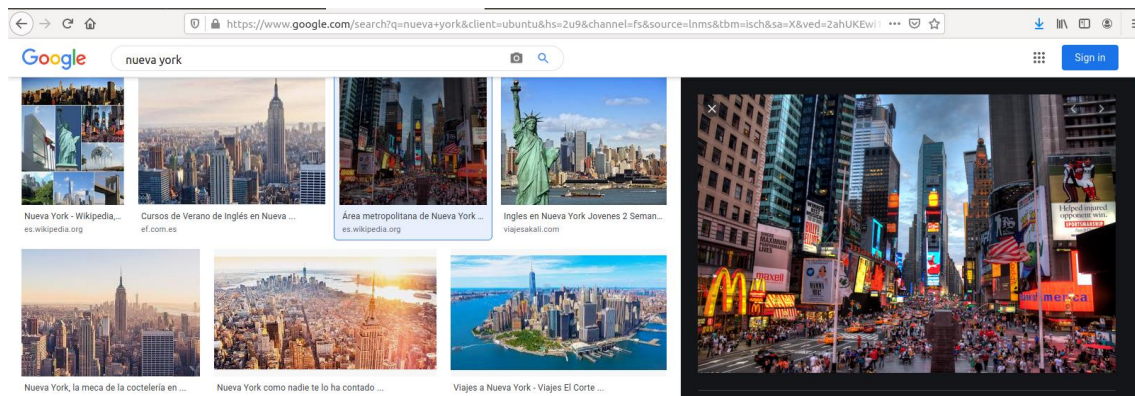 https://www.google.com/search?q=nueva+york&client=ubuntu&hs=2u9&channel=fs&source=lnms&tbm=isch&sa=X&ved=2ahUKEwi
Google
nueva york
Sign in
Nueva York - Wikipedia,...
es.wikipedia.org
Cursos de Verano de Inglés en Nueva ...
ef.com.es
Área metropolitana de Nueva York ...
es.wikipedia.org
Ingles en Nueva York Jovenes 2 Seman...
viajesakali.com
Nueva York, la meca de la coctelería en ...
Nueva York como nadie te lo ha contado ...
Viajes a Nueva York - Viajes El Corte ...
MAXIMUM
PERFORMANCE
LIVES
maxell
Helped injured
opponent win.
SPORTSMANSHIP